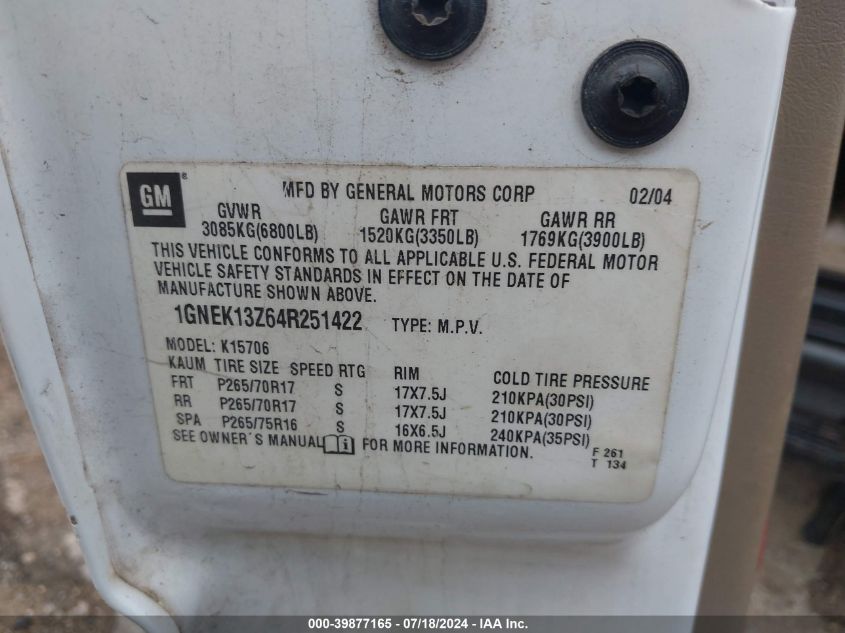 GM ®
MFD BY GENERAL MOTORS CORP 02/04
GVWR GAWR FRT GAWR RR
3085KG(6800LB) 1520KG(3350LB) 1769KG(3900LB)
THIS VEHICLE CONFORMS TO ALL APPLICABLE U.S. FEDERAL MOTOR
VEHICLE SAFETY STANDARDS IN EFFECT ON THE DATE OF
MANUFACTURE SHOWN ABOVE.
1GNEK13Z64R251422 TYPE: M.P.V.
MODEL: K15706
KAUM TIRE SIZE SPEED RTG RIM COLD TIRE PRESSURE
FRT P265/70R17 S 17X7.5J 210KPA(30PSI)
RR P265/70R17 S 17X7.5J 210KPA(30PSI)
SPA P265/75R16 S 16X6.5J 240KPA(35PSI)
SEE OWNER'S MANUAL i FOR MORE INFORMATION.
F 261
T 134
000-39877165 - 07/18/2024 - IAA Inc.